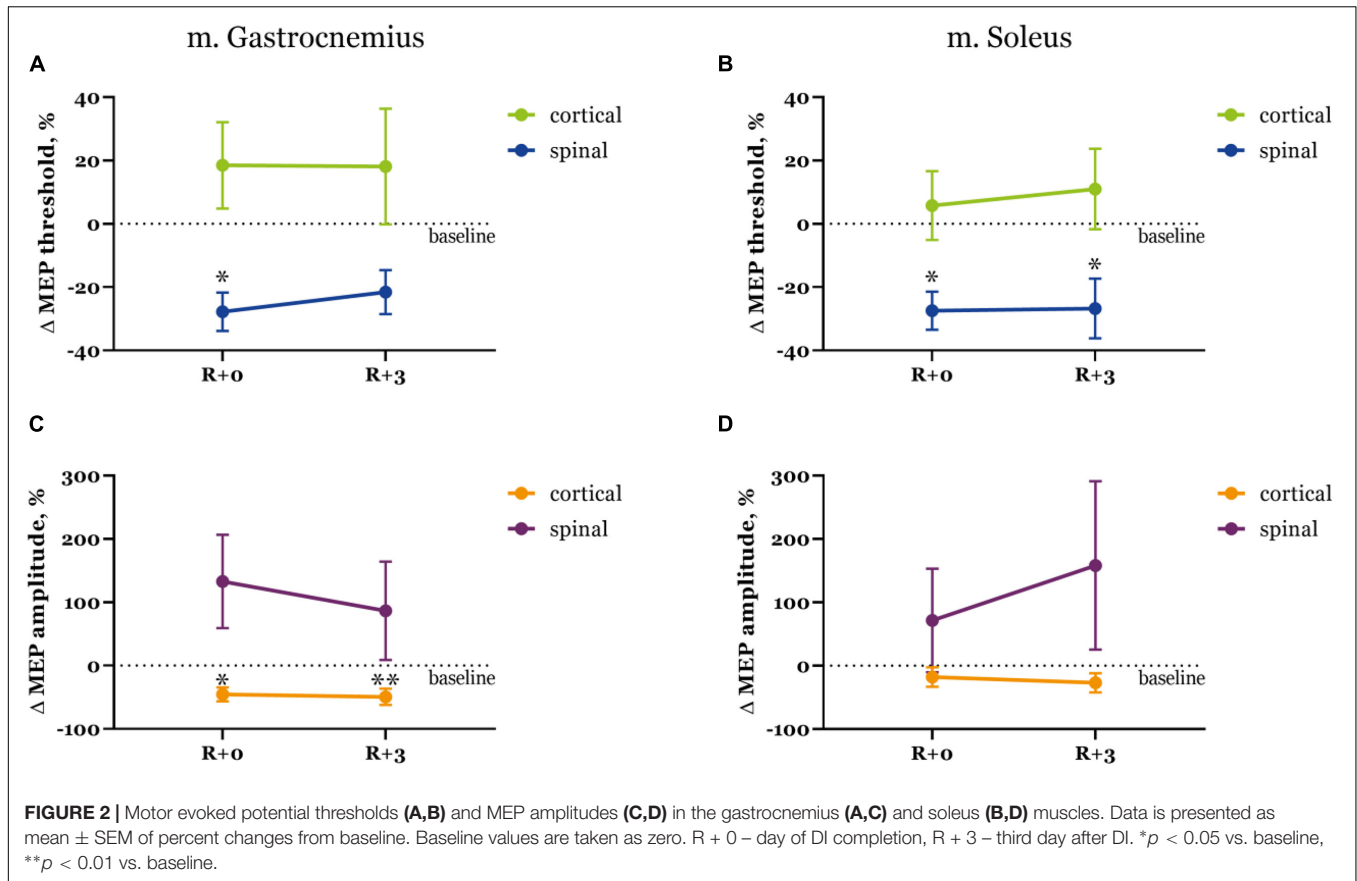 m. Gastrocnemius
m. Soleus
A
Δ MEP threshold, %
40
20
0
-20
-40
cortical
spinal
baseline
*
R+0
R+3
B
Δ MEP threshold, %
40
20
0
-20
-40
cortical
spinal
baseline
*
*
R+0
R+3
C
Δ MEP amplitude, %
300
200
100
0
-100
cortical
spinal
baseline
*
**
R+0
R+3
D
Δ MEP amplitude, %
300
200
100
0
-100
cortical
spinal
baseline
R+0
R+3
FIGURE 2 | Motor evoked potential thresholds (A,B) and MEP amplitudes (C,D) in the gastrocnemius (A,C) and soleus (B,D) muscles. Data is presented as
mean ± SEM of percent changes from baseline. Baseline values are taken as zero. R + 0 – day of DI completion, R + 3 – third day after DI. *p < 0.05 vs. baseline,
**p < 0.01 vs. baseline.